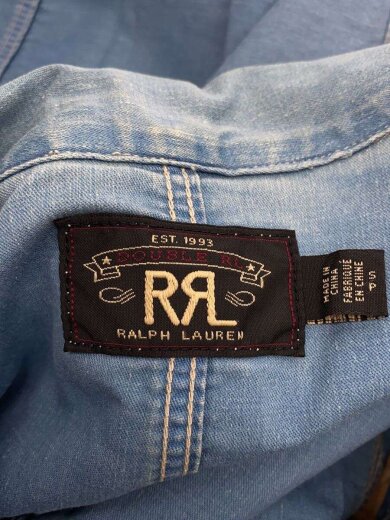 EST. 1993
DOUBLE RL
RRL
RALPH LAUREN
MADE IN
CHINA
FABRIQUÉ
EN CHINE
S
P